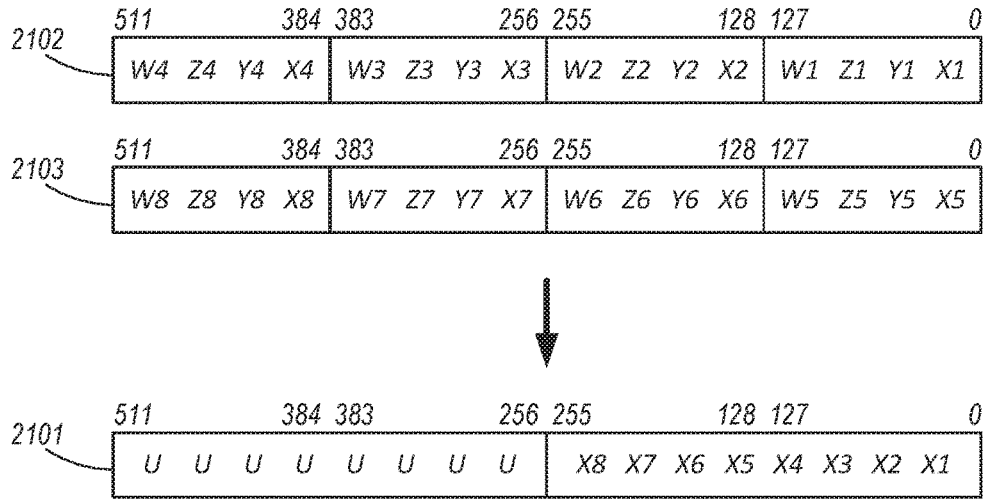 511 384 383 256 255 128 127 0
2102
W4 Z4 Y4 X4 W3 Z3 Y3 X3 W2 Z2 Y2 X2 W1 Z1 Y1 X1
511 384 383 256 255 128 127 0
2103
W8 Z8 Y8 X8 W7 Z7 Y7 X7 W6 Z6 Y6 X6 W5 Z5 Y5 X5
511 384 383 256 255 128 127 0
2101
U U U U U U U U X8 X7 X6 X5 X4 X3 X2 X1